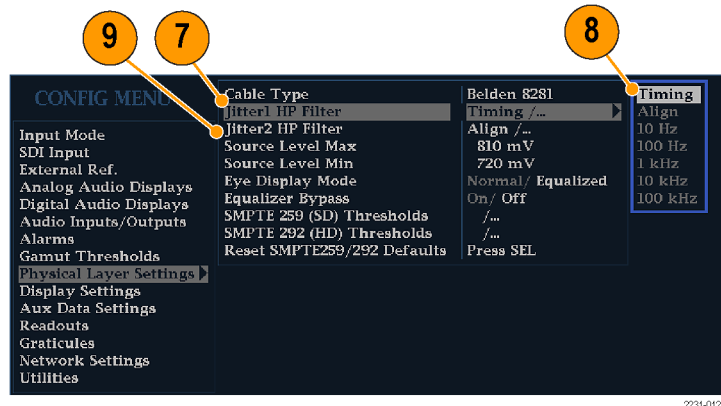 9
7
8
CONFIG MENU
Input Mode
SDI Input
External Ref.
Analog Audio Displays
Digital Audio Displays
Audio Inputs/Outputs
Alarms
Gamut Thresholds
Physical Layer Settings
Display Settings
Aux Data Settings
Readouts
Graticules
Network Settings
Utilities
Cable Type Belden 8281
Jitter1 HP Filter Timing /...
Jitter2 HP Filter Align /...
Source Level Max 810 mV
Source Level Min 720 mV
Eye Display Mode Normal/ Equalized
Equalizer Bypass On/ Off
SMPTE 259 (SD) Thresholds /...
SMPTE 292 (HD) Thresholds /...
Reset SMPTE259/292 Defaults Press SEL
Timing
Align
10 Hz
100 Hz
1 kHz
10 kHz
100 kHz
2231-012